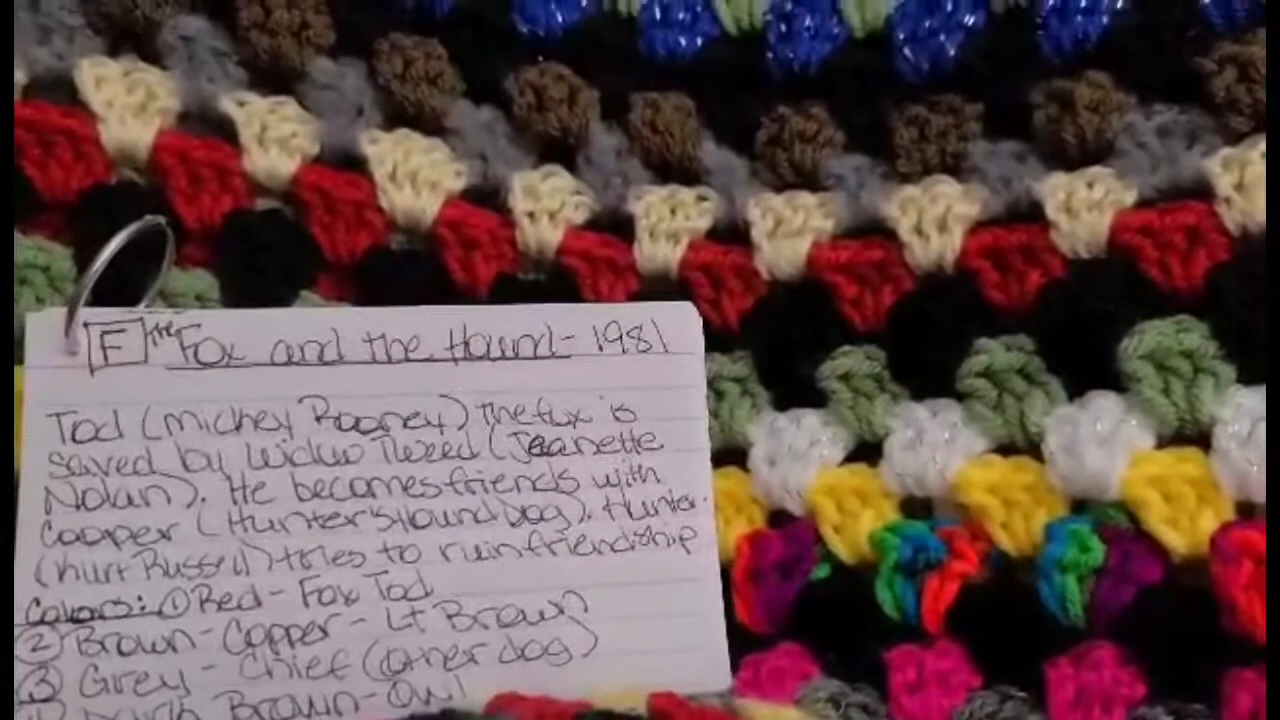 F the Fox and the Hound - 1981
Tod (Mickey Rooney) the fox is
saved by Widw Tweed (Jeanette
Nolan). He becomes friends with
Copper (Hunter's Hound Dog). Hunter
(Kurt Russell) tries to ruin friendship
Colors: ① Red - Fox Tod
② Brown - Copper - Lt Brown
③ Grey - Chief (other dog)
Brown - Owl